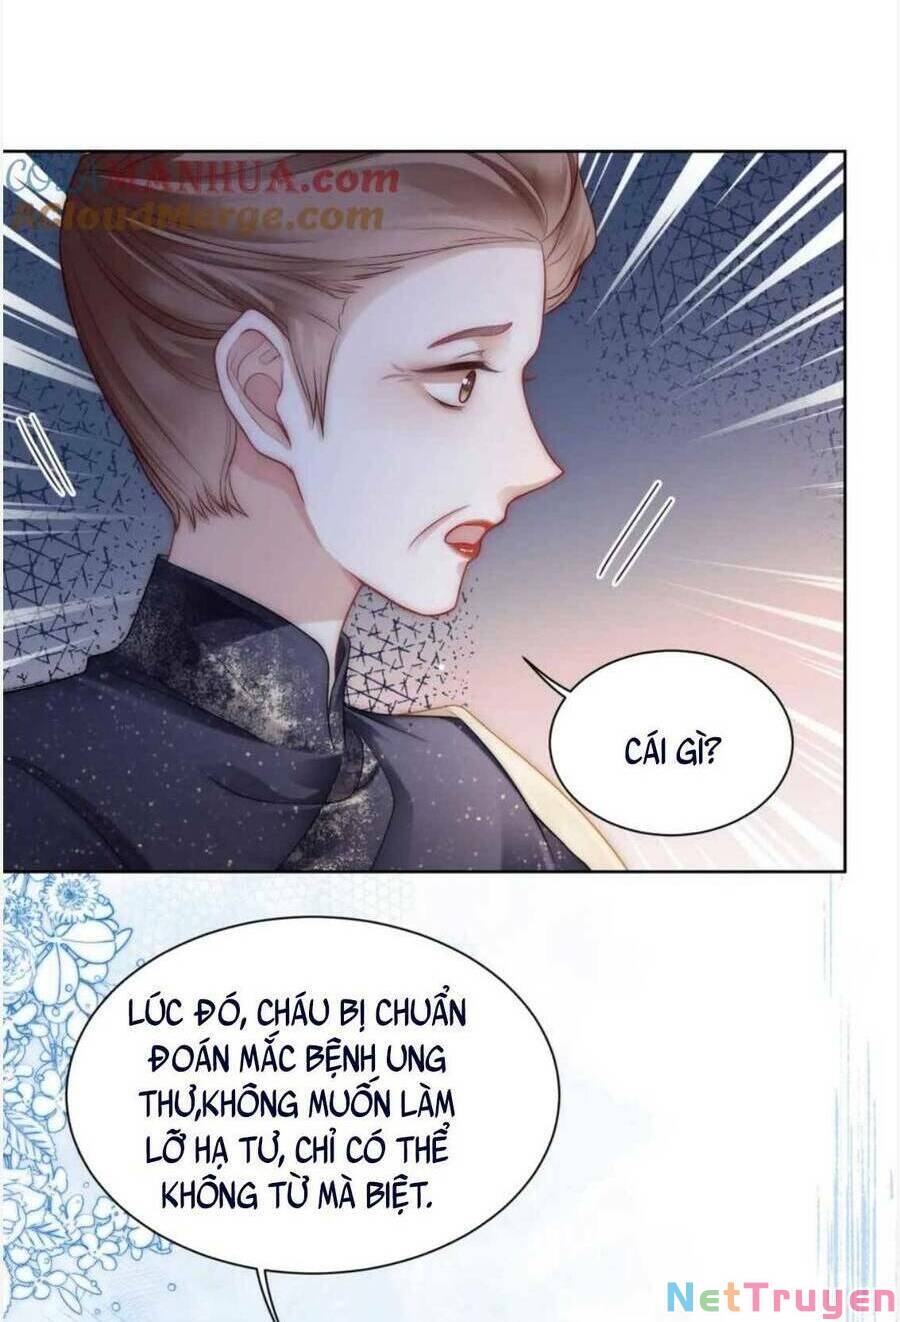 COLAMANHUA.com
AcloudMerge.com
CÁI GÌ?
LÚC ĐÓ, CHÁU BỊ CHUẨN
ĐOÁN MẮC BỆNH UNG
THƯ,KHÔNG MUỐN LÀM
LỠ HẠ TƯ, CHỈ CÓ THỂ
KHÔNG TỪ MÀ BIỆT.
NetTruyen